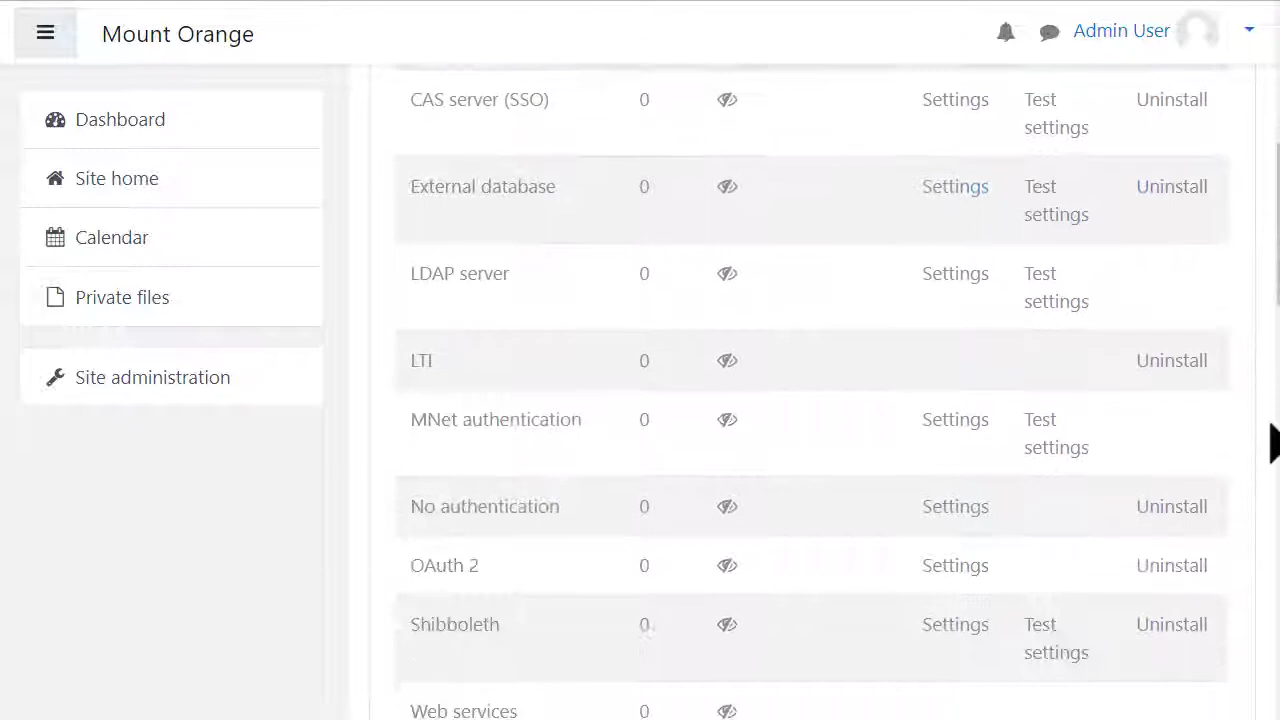 Mount Orange
Admin User
Dashboard
Site home
Calendar
Private files
Site administration
CAS server (SSO) 0 Settings Test settings Uninstall
External database 0 Settings Test settings Uninstall
LDAP server 0 Settings Test settings
LTI 0 Uninstall
MNet authentication 0 Settings Test settings
No authentication 0 Settings Uninstall
OAuth 2 0 Settings Uninstall
Shibboleth 0 Settings Test settings Uninstall
Web services 0